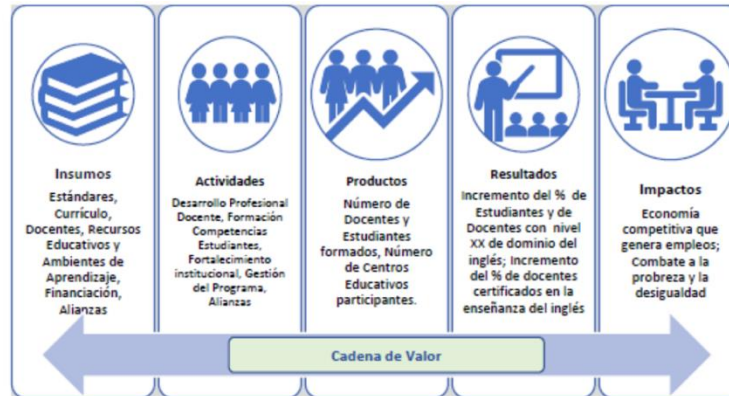 Insumos
Estándares,
Currículo,
Docentes, Recursos
Educativos y
Ambientes de
Aprendizaje,
Financiación,
Alianzas
Actividades
Desarrollo Profesional
Docente, Formación
Competencias
Estudiantes,
Fortalecimiento
institucional, Gestión
del Programa,
Alianzas
Productos
Número de
Docentes y
Estudiantes
formados, Número
de Centros
Educativos
participantes.
Resultados
Incremento del % de
Estudiantes y de
Docentes con nivel
XX de dominio del
inglés; Incremento
del % de docentes
certificados en la
enseñanza del inglés
Impactos
Economía
competitiva que
genera empleos;
Combate a la
probreza y la
desigualdad
Cadena de Valor